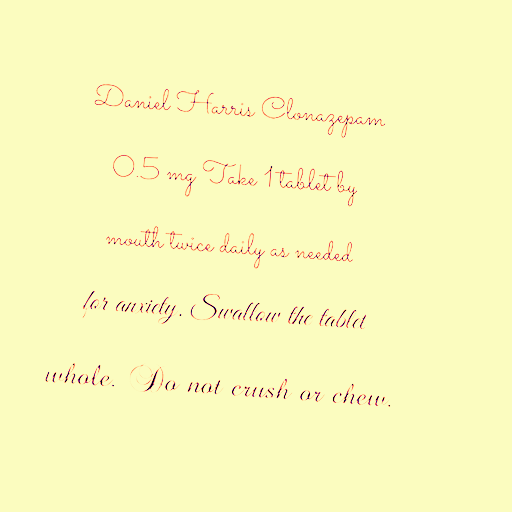 Daniel Harris Clonazepam
0.5 mg Take 1 tablet by
mouth twice daily as needed
for anxiety. Swallow the tablet
whole. Do not crush or chew.